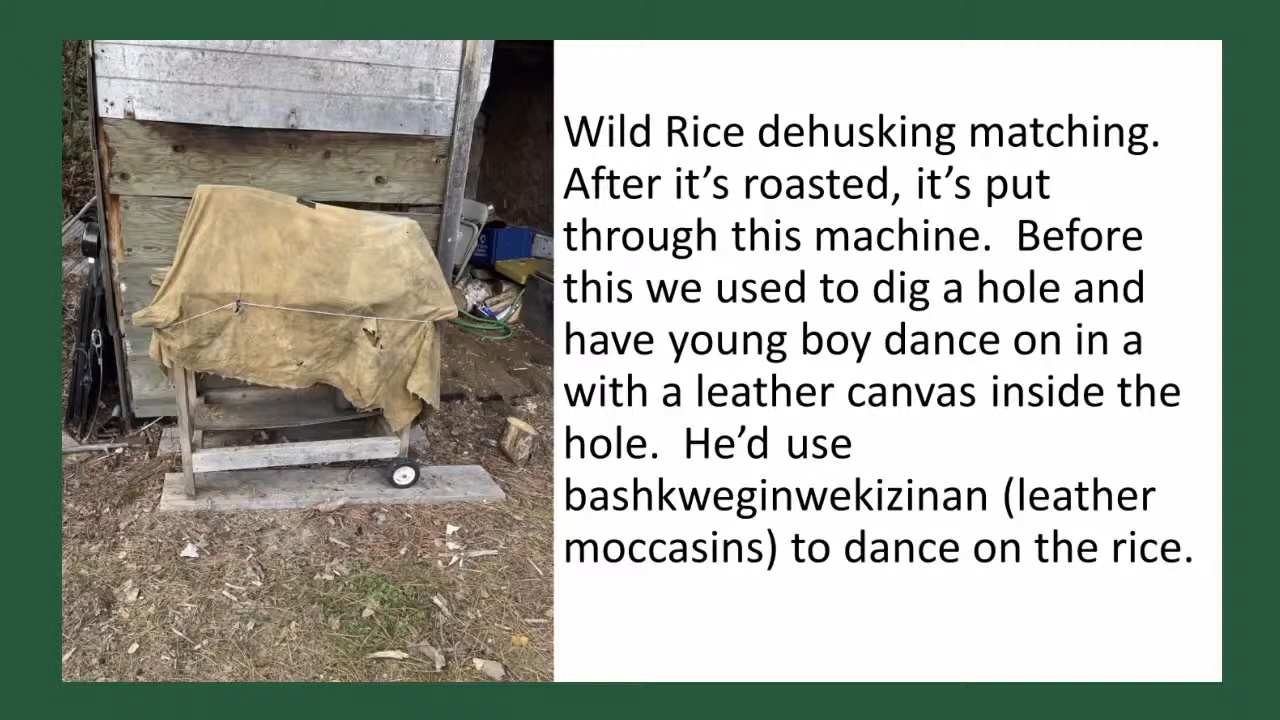 Wild Rice dehusking matching.
After it's roasted, it's put
through this machine.  Before
this we used to dig a hole and
have young boy dance on in a
with a leather canvas inside the
hole.  He'd use
bashkweginwekizinan (leather
moccasins) to dance on the rice.